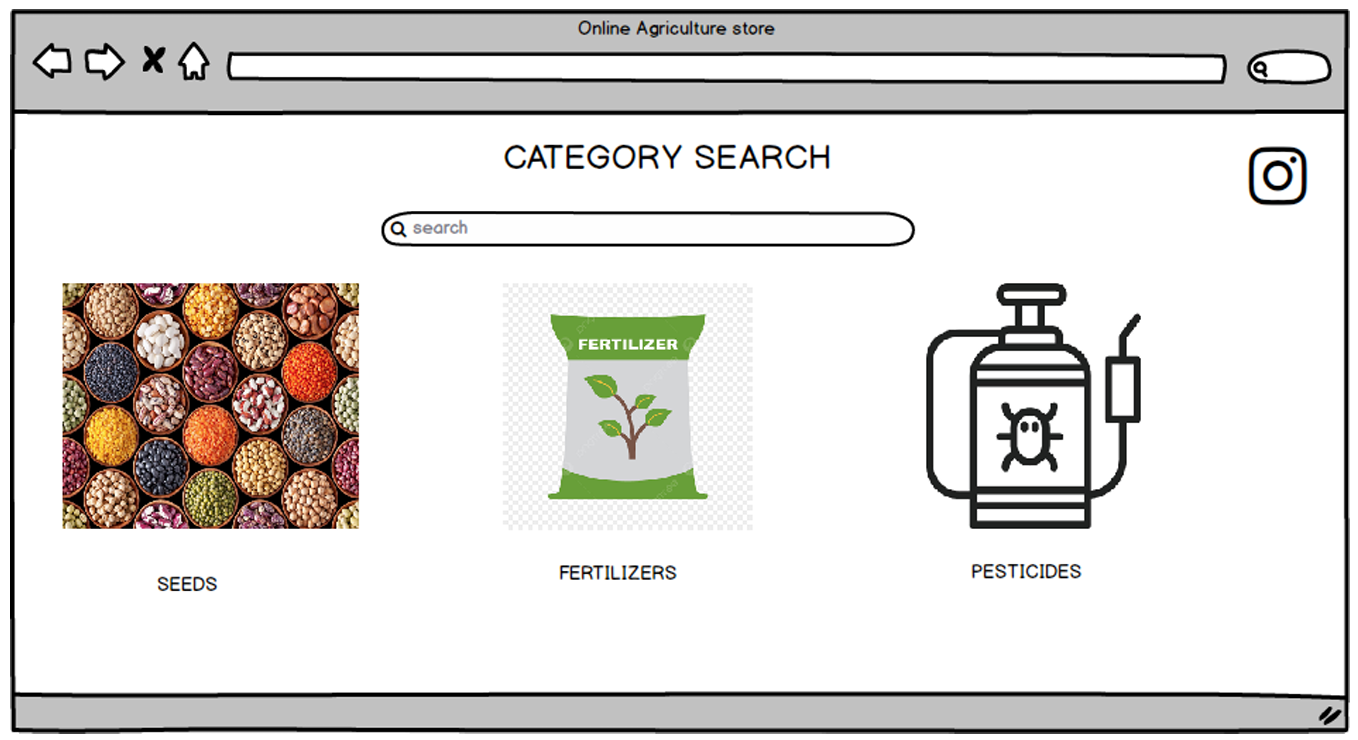 Online Agriculture store
CATEGORY SEARCH
search
FERTILIZER
SEEDS
FERTILIZERS
PESTICIDES